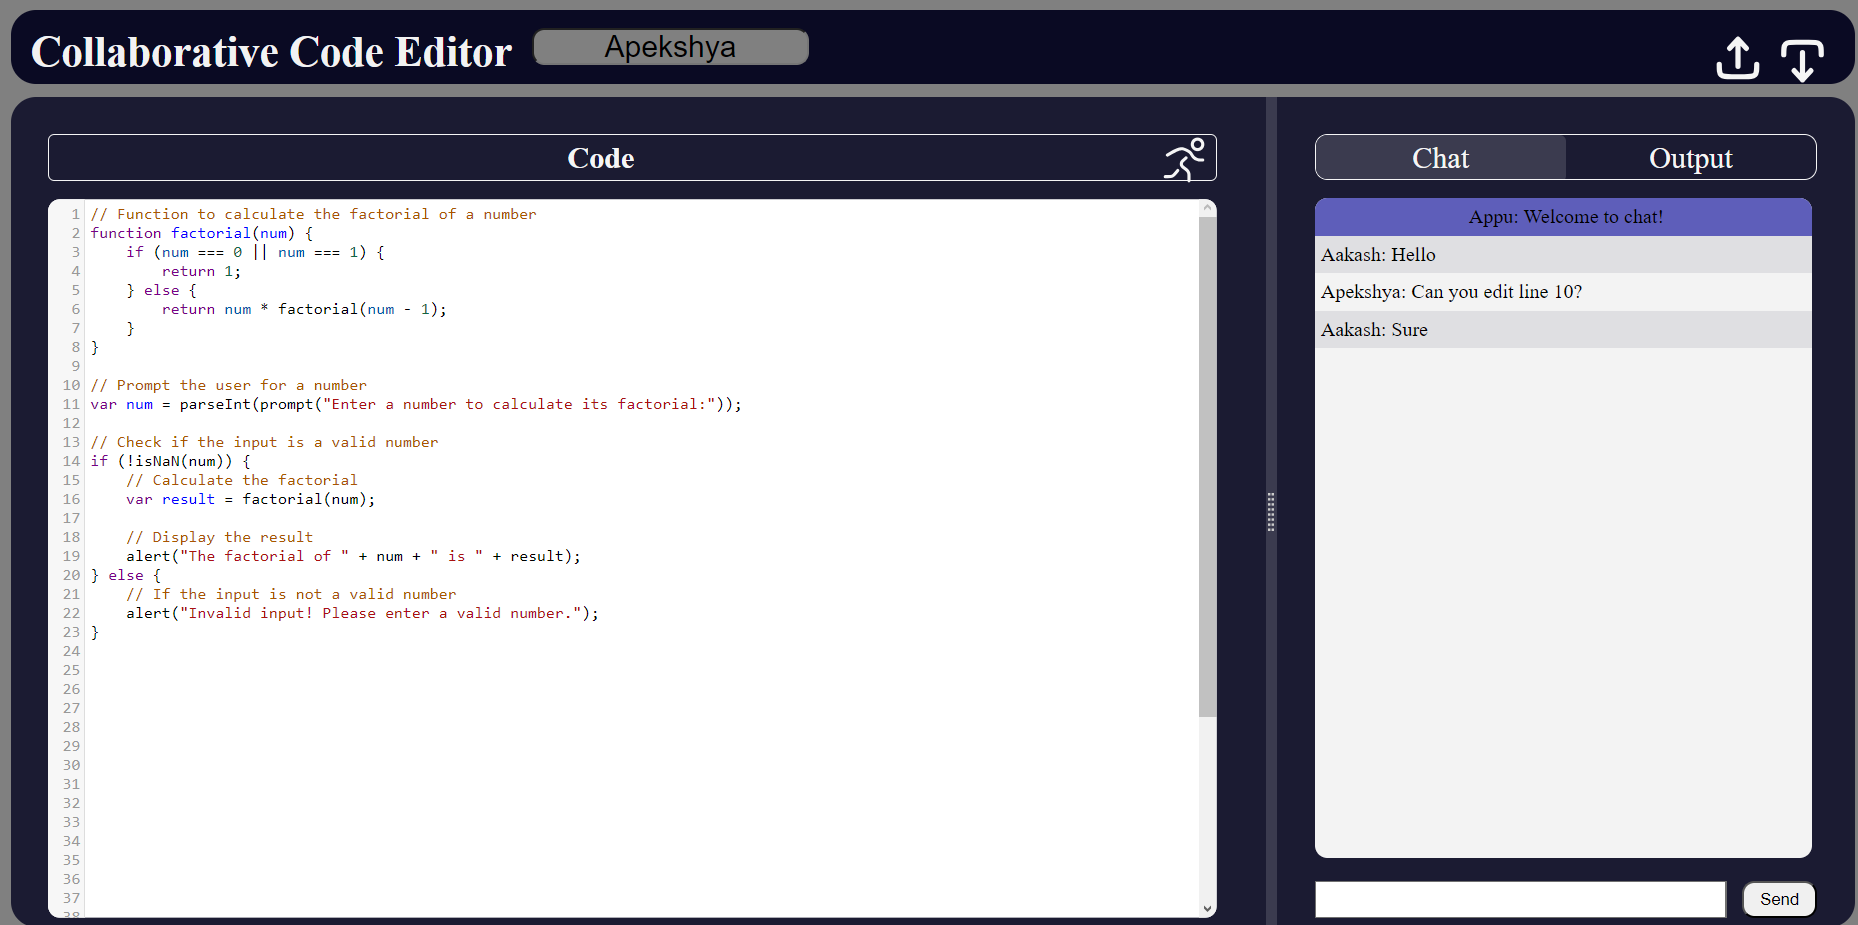 Collaborative Code Editor
Apekshya
Code
1 // Function to calculate the factorial of a number
2 function factorial(num) {
3     if (num === 0 || num === 1) {
4         return 1;
5     } else {
6         return num * factorial(num - 1);
7     }
8 }
9
10 // Prompt the user for a number
11 var num = parseInt(prompt("Enter a number to calculate its factorial:"));
12
13 // Check if the input is a valid number
14 if (!isNaN(num)) {
15     // Calculate the factorial
16     var result = factorial(num);
17
18     // Display the result
19     alert("The factorial of " + num + " is " + result);
20 } else {
21     // If the input is not a valid number
22     alert("Invalid input! Please enter a valid number.");
23 }
24
25
26
27
28
29
30
31
32
33
34
35
36
37
38
Chat Output
Appu: Welcome to chat!
Aakash: Hello
Apekshya: Can you edit line 10?
Aakash: Sure
Send